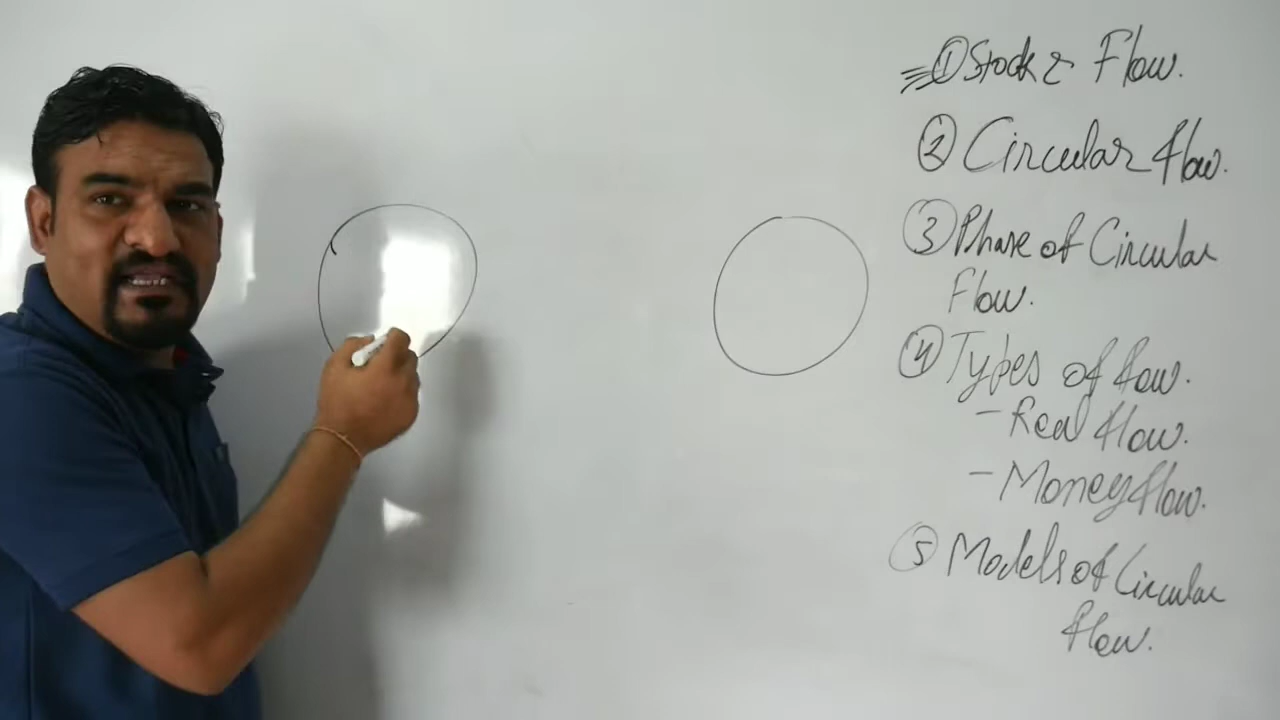 ① Stock & Flow.
② Circular flow.
③ Phase of Circular
Flow.
④ Types of flow.
- Real flow.
- Money flow.
⑤ Models of Circular
flow.